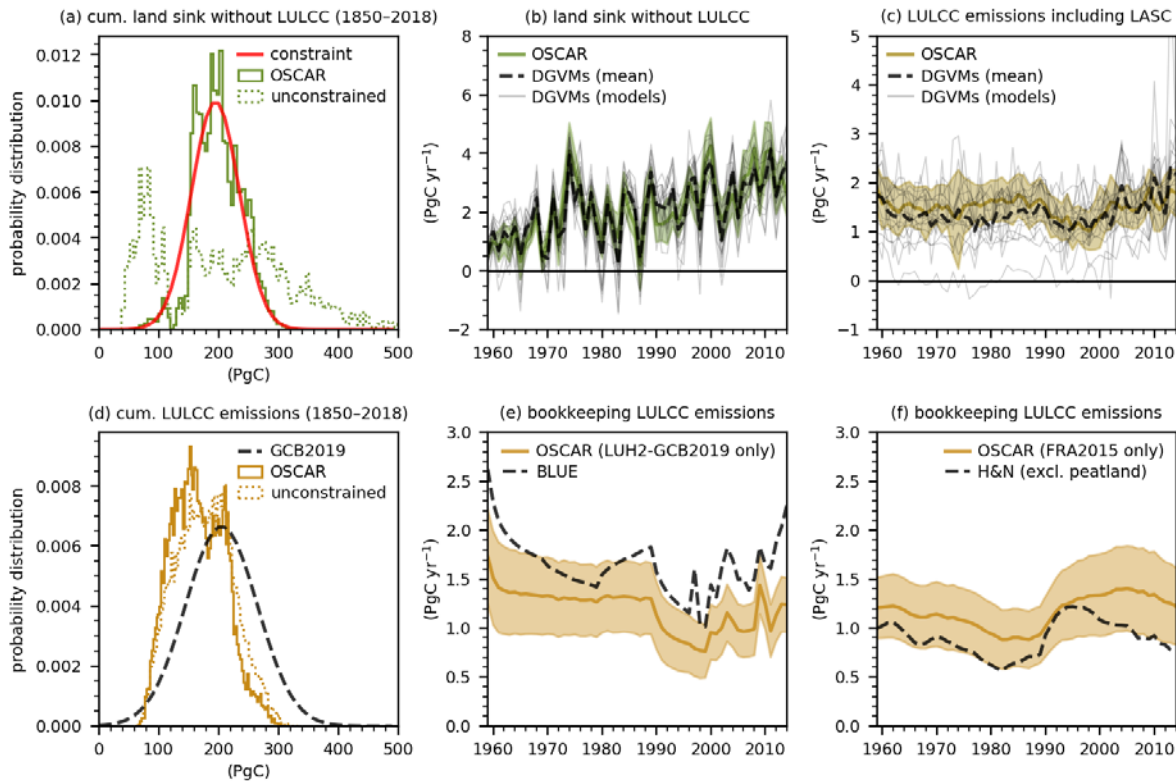 (a) cum. land sink without LULCC (1850–2018)
constraint
OSCAR
unconstrained
probability distribution
0.012
0.010
0.008
0.006
0.004
0.002
0.000
0 100 200 300 400 500
(PgC)
(b) land sink without LULCC
OSCAR
DGVMs (mean)
DGVMs (models)
(PgC yr⁻¹)
8
6
4
2
0
−2
1960 1970 1980 1990 2000 2010
(c) LULCC emissions including LASC
OSCAR
DGVMs (mean)
DGVMs (models)
(PgC yr⁻¹)
5
4
3
2
1
0
−1
1960 1970 1980 1990 2000 2010
(d) cum. LULCC emissions (1850–2018)
GCB2019
OSCAR
unconstrained
probability distribution
0.008
0.006
0.004
0.002
0.000
0 100 200 300 400 500
(PgC)
(e) bookkeeping LULCC emissions
OSCAR (LUH2-GCB2019 only)
BLUE
(PgC yr⁻¹)
3.0
2.5
2.0
1.5
1.0
0.5
0.0
1960 1970 1980 1990 2000 2010
(f) bookkeeping LULCC emissions
OSCAR (FRA2015 only)
H&N (excl. peatland)
(PgC yr⁻¹)
3.0
2.5
2.0
1.5
1.0
0.5
0.0
1960 1970 1980 1990 2000 2010